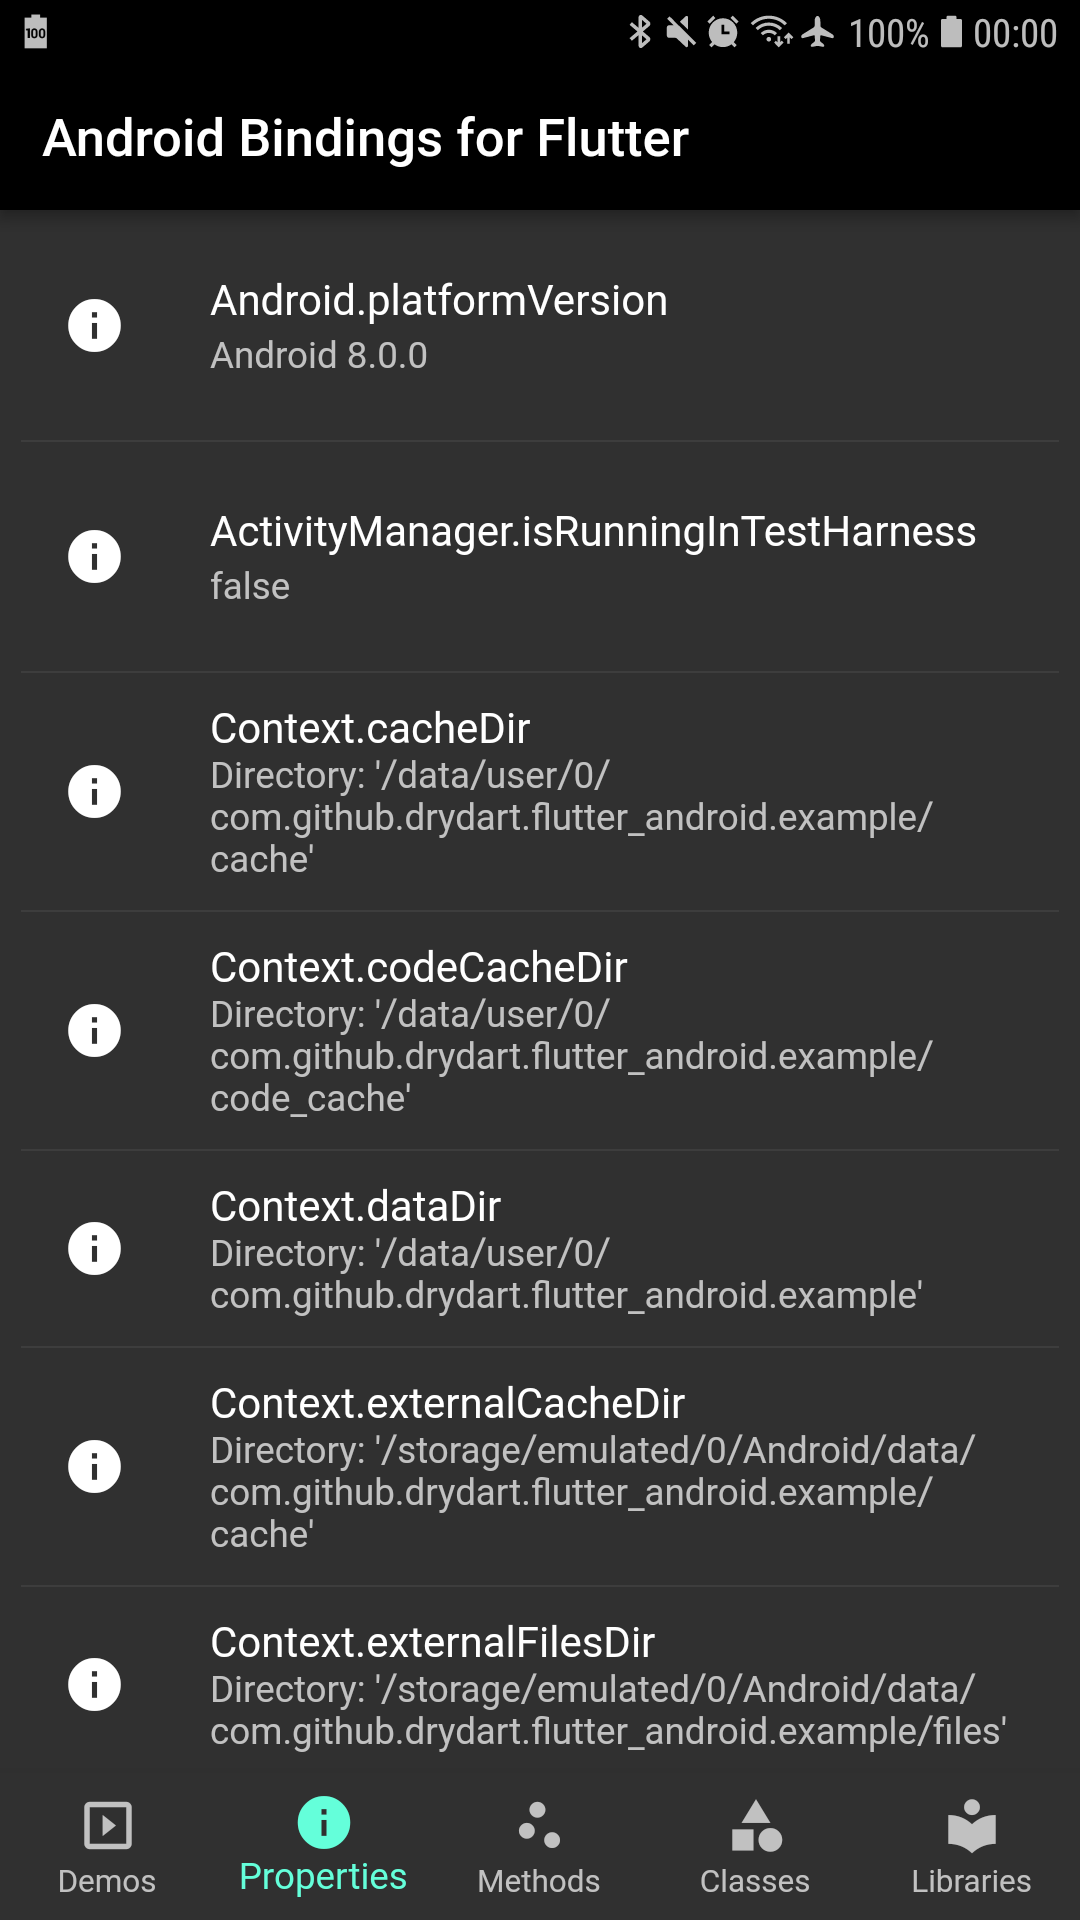 100
100% 00:00
Android Bindings for Flutter
Android.platformVersion
Android 8.0.0
ActivityManager.isRunningInTestHarness
false
Context.cacheDir
Directory: '/data/user/0/
com.github.drydart.flutter_android.example/
cache'
Context.codeCacheDir
Directory: '/data/user/0/
com.github.drydart.flutter_android.example/
code_cache'
Context.dataDir
Directory: '/data/user/0/
com.github.drydart.flutter_android.example'
Context.externalCacheDir
Directory: '/storage/emulated/0/Android/data/
com.github.drydart.flutter_android.example/
cache'
Context.externalFilesDir
Directory: '/storage/emulated/0/Android/data/
com.github.drydart.flutter_android.example/files'
Demos Properties Methods Classes Libraries